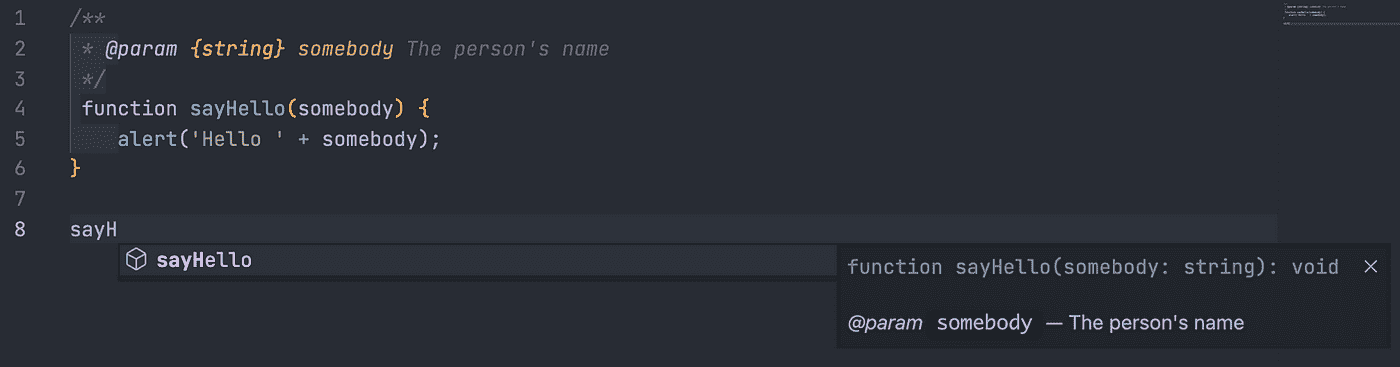 1 /**
2 * @param {string} somebody The person's name
3 */
4 function sayHello(somebody) {
5 alert('Hello ' + somebody);
6 }
7
8 sayH
sayHello
function sayHello(somebody: string): void
@param somebody — The person's name